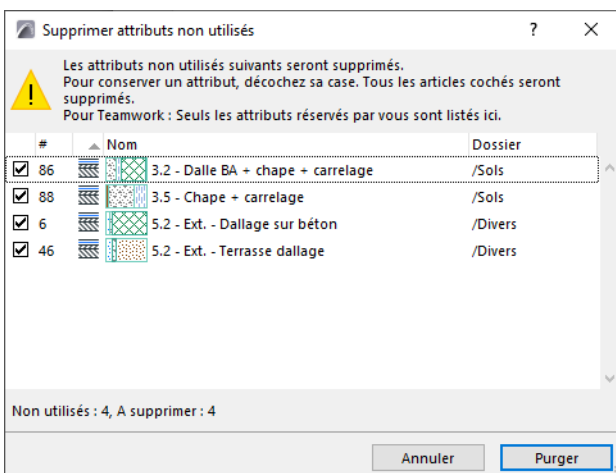 Supprimer attributs non utilisés
Les attributs non utilisés suivants seront supprimés.
Pour conserver un attribut, décochez sa case. Tous les articles cochés seront
supprimés.
Pour Teamwork : Seuls les attributs réservés par vous sont listés ici.
# Nom Dossier
86 3.2 - Dalle BA + chape + carrelage /Sols
88 3.5 - Chape + carrelage /Sols
6 5.2 - Ext. - Dallage sur béton /Divers
46 5.2 - Ext. - Terrasse dallage /Divers
Non utilisés : 4, A supprimer : 4
Annuler Purger